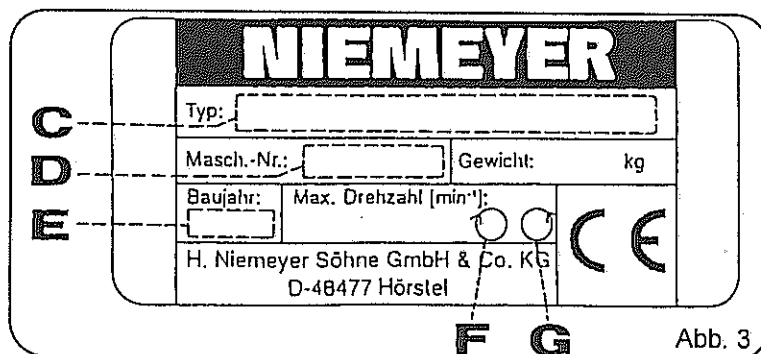 NIEMEYER
C
Typ:
D
Masch.-Nr.:
Gewicht: kg
E
Baujahr:
Max. Drehzahl [min⁻¹]:
CE
H. Niemeyer Söhne GmbH & Co. KG
D-48477 Hörstel
F G
Abb. 3